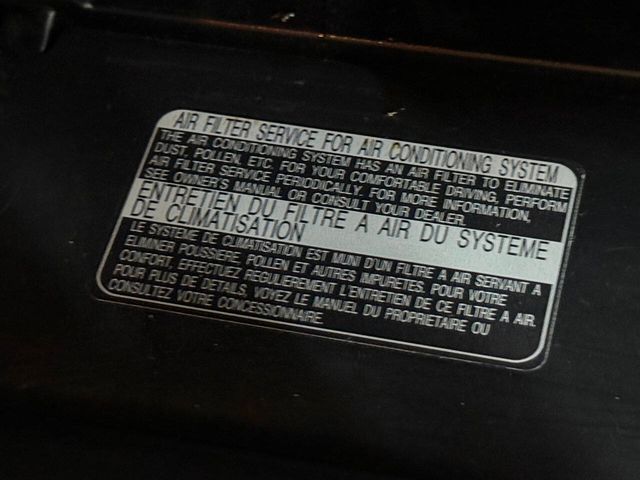 AIR FILTER SERVICE FOR AIR CONDITIONING SYSTEM
THE AIR CONDITIONING SYSTEM HAS AN AIR FILTER TO ELIMINATE
DUST, POLLEN, ETC. FOR YOUR COMFORTABLE DRIVING, PERFORM
AIR FILTER SERVICE PERIODICALLY. FOR MORE INFORMATION,
SEE OWNER'S MANUAL OR CONSULT YOUR DEALER.
ENTRETIEN DU FILTRE À AIR DU SYSTEME
DE CLIMATISATION
LE SYSTEME DE CLIMATISATION EST MUNI D'UN FILTRE A AIR SERVANT A
ELIMINER POUSSIERE POLLEN ET AUTRES IMPURETES. POUR VOTRE
CONFORT, EFFECTUEZ REGULIEREMENT L'ENTRETIEN DE CE FILTRE A AIR.
POUR PLUS DE DETAILS, VOYEZ LE MANUEL DU PROPRIETAIRE OU
CONSULTEZ VOTRE CONCESSIONNAIRE.